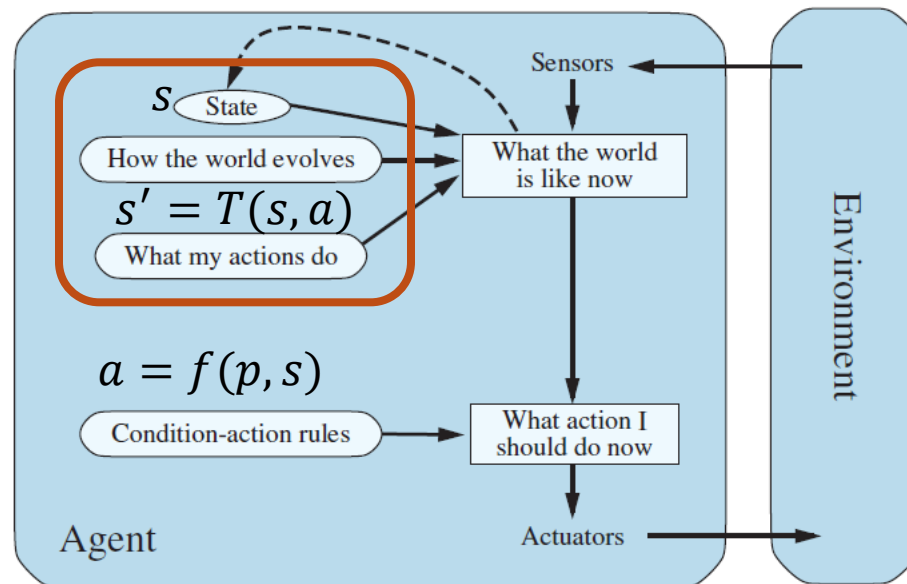 Sensors
s
State
How the world evolves
What the world
is like now
s′ = T(s, a)
What my actions do
Environment
a = f(p, s)
Condition-action rules
What action I
should do now
Agent
Actuators